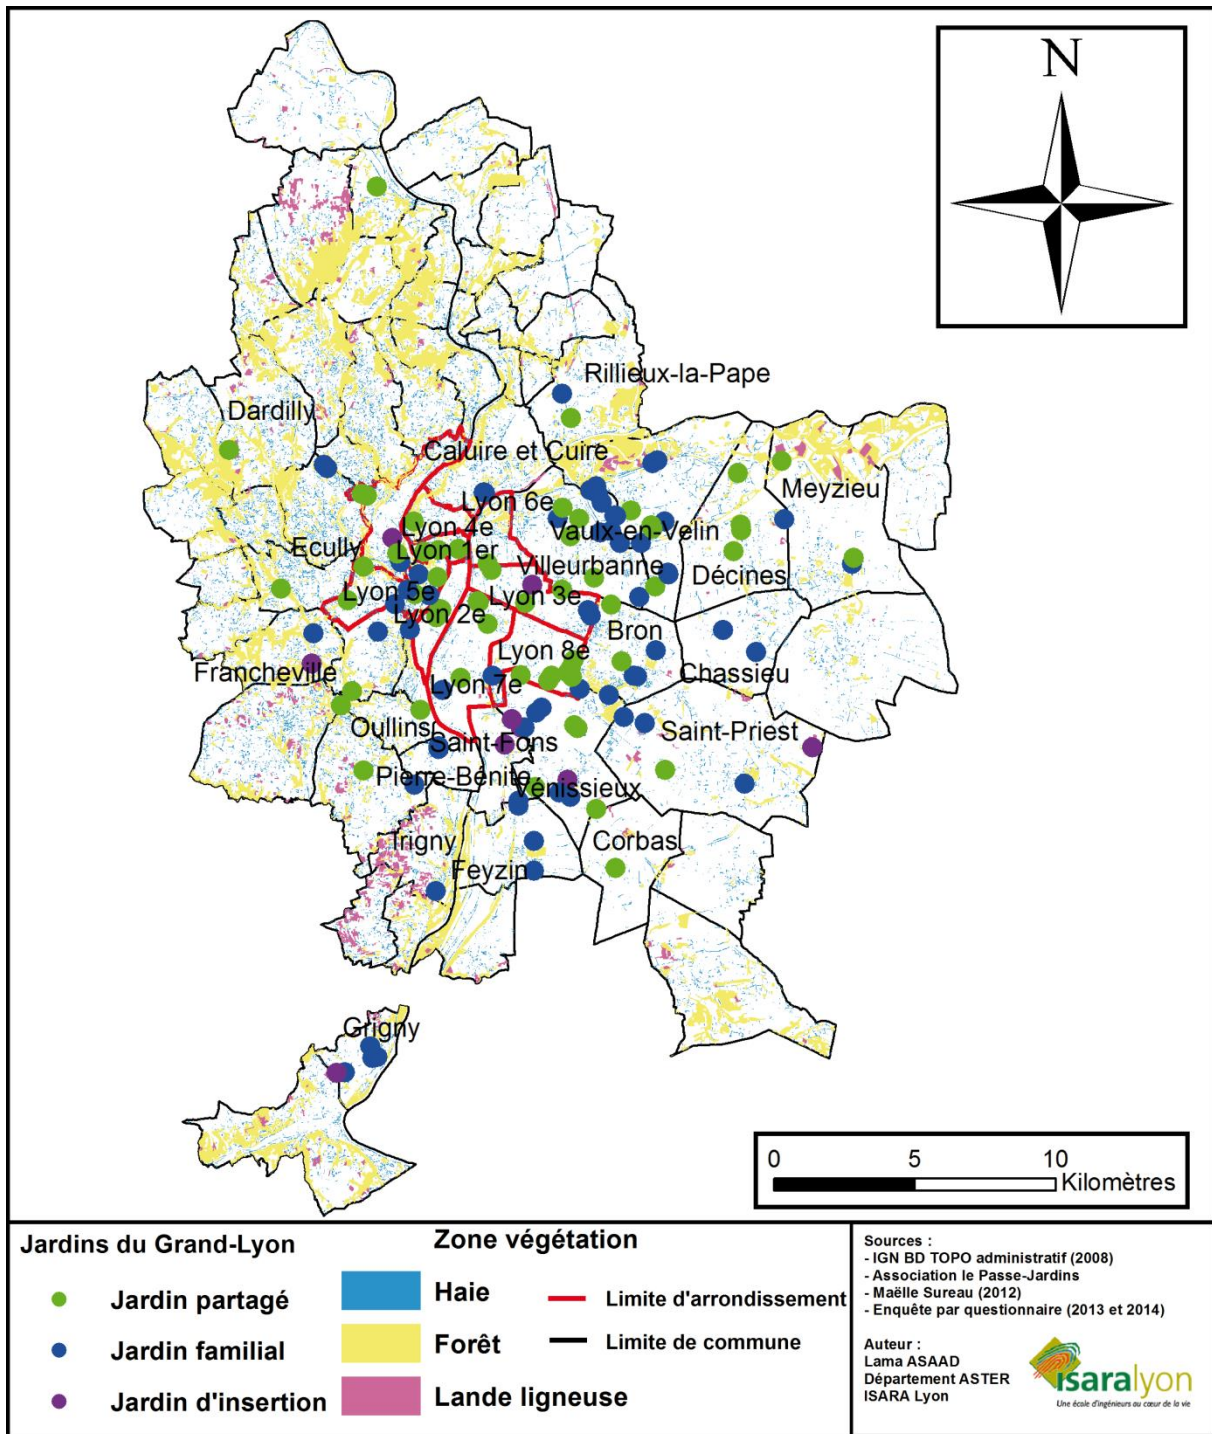 N
Rillieux-la-Pape
Dardilly
Caluire et Cuire
Meyzieu
Lyon 6e
Lyon 4e
Vaulx-en-Velin
Ecully
Lyon 1er
Villeurbanne
Décines
Lyon 5e
Lyon 3e
Lyon 2e
Bron
Lyon 8e
Francheville
Chassieu
Lyon 7e
Oullins
Saint-Priest
Saint-Fons
Pierre-Bénite
Vénissieux
Trigny
Corbas
Feyzin
Grigny
0 5 10
Kilomètres
Jardins du Grand-Lyon
Jardin partagé
Jardin familial
Jardin d'insertion
Zone végétation
Haie
Forêt
Lande ligneuse
Limite d'arrondissement
Limite de commune
Sources :
- IGN BD TOPO administratif (2008)
- Association le Passe-Jardins
- Maëlle Sureau (2012)
- Enquête par questionnaire (2013 et 2014)
Auteur :
Lama ASAAD
Département ASTER
ISARA Lyon
isaralyon
Une école d'ingénieurs au cœur de la vie